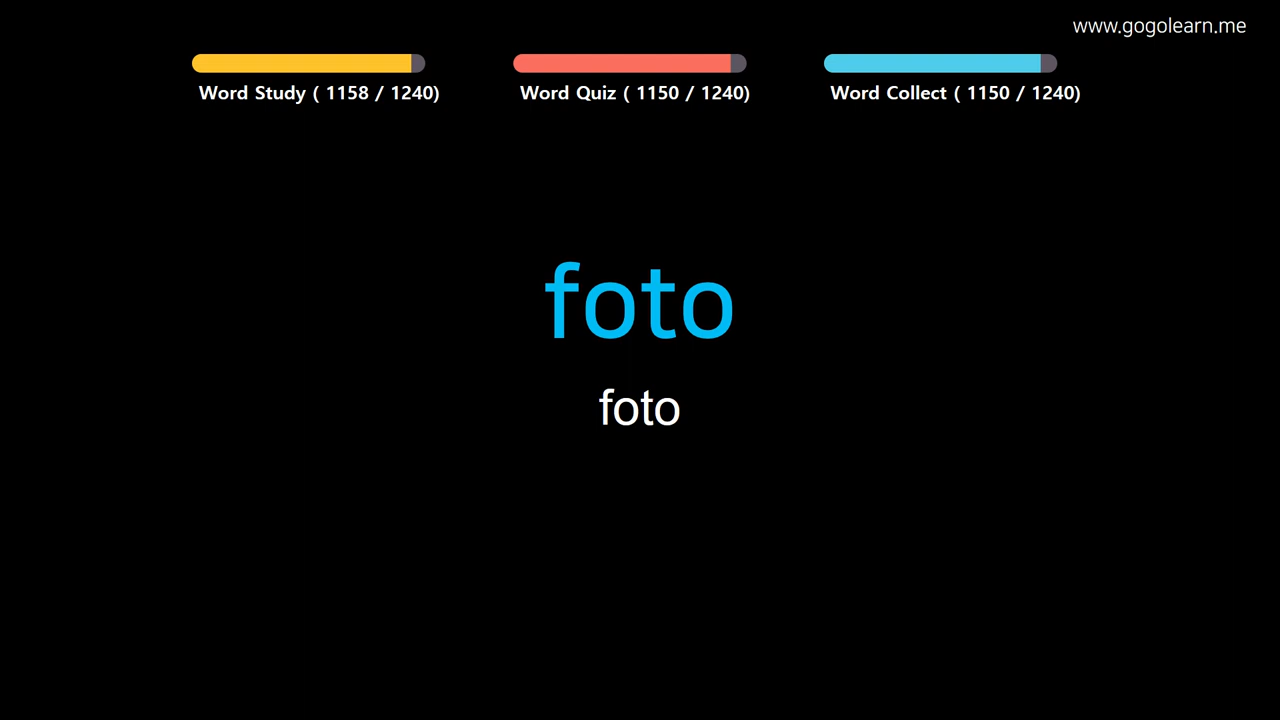 www.gogolearn.me
Word Study ( 1158 / 1240)
Word Quiz ( 1150 / 1240)
Word Collect ( 1150 / 1240)
foto
foto